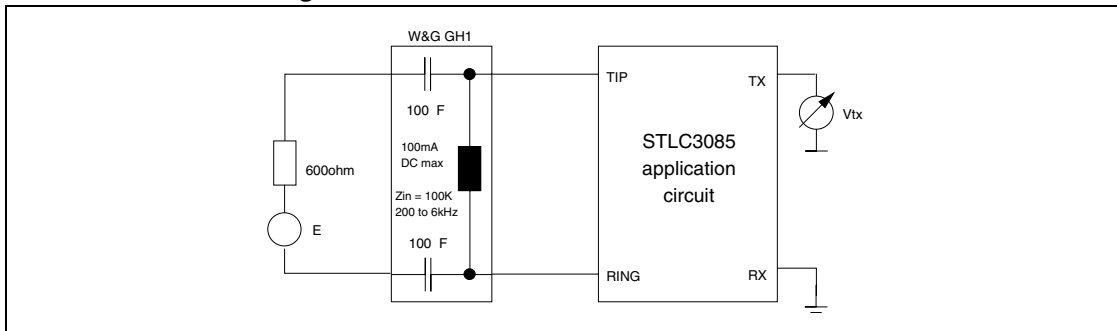 W&G GH1
100 F
100mA
DC max
Zin = 100K
200 to 6kHz
100 F
600ohm
E
TIP
RING
STLC3085
application
circuit
TX
RX
Vtx